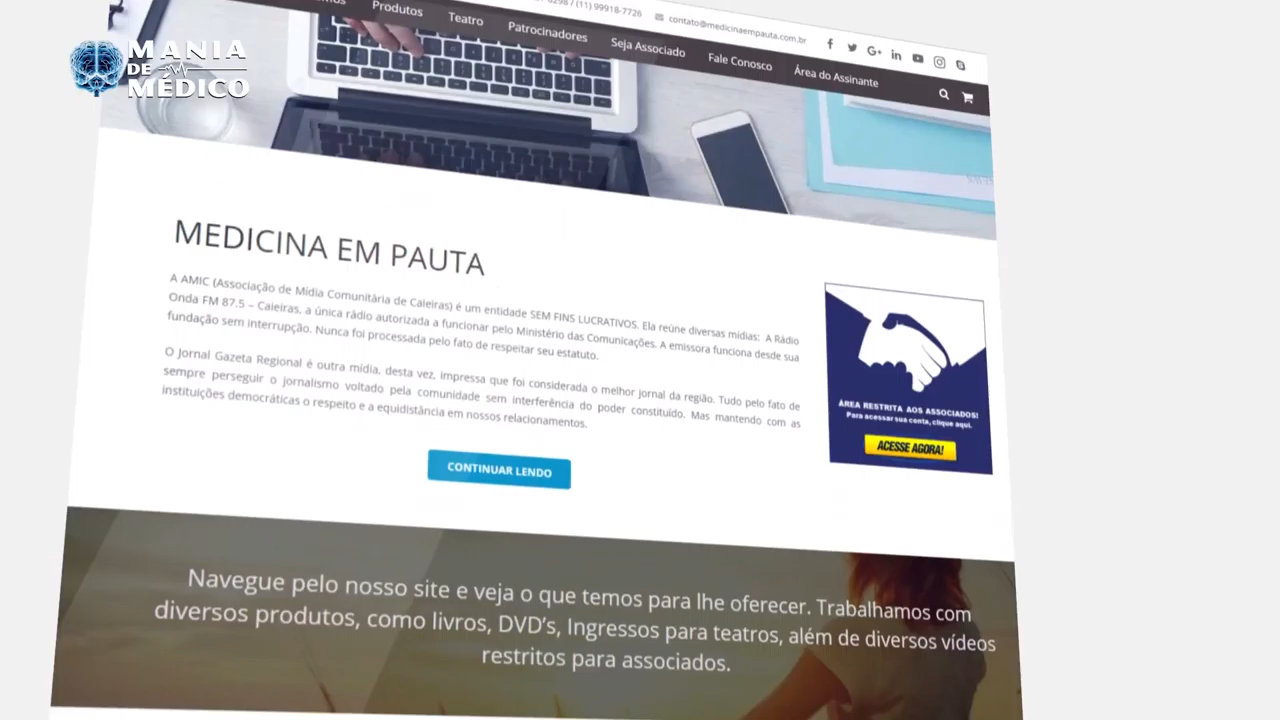 (11) 99918-7726 contato@medicinaempauta.com.br
Produtos Teatro Patrocinadores Seja Associado Fale Conosco Área do Assinante
MANIA
DE
MÉDICO
MEDICINA EM PAUTA
A AMIC (Associação de Mídia Comunitária de Caieiras) é um entidade SEM FINS LUCRATIVOS. Ela reúne diversas mídias: A Rádio
Onda FM 87.5 – Caieiras, a única rádio autorizada a funcionar pelo Ministério das Comunicações. A emissora funciona desde sua
fundação sem interrupção. Nunca foi processada pelo fato de respeitar seu estatuto.
O Jornal Gazeta Regional é outra mídia, desta vez, impressa que foi considerada o melhor jornal da região. Tudo pelo fato de
sempre perseguir o jornalismo voltado pela comunidade sem interferência do poder constituído. Mas mantendo com as
instituições democráticas o respeito e a equidistância em nossos relacionamentos.
CONTINUAR LENDO
ÁREA RESTRITA AOS ASSOCIADOS!
Para acessar sua conta, clique aqui.
ACESSE AGORA!
Navegue pelo nosso site e veja o que temos para lhe oferecer. Trabalhamos com
diversos produtos, como livros, DVD's, Ingressos para teatros, além de diversos vídeos
restritos para associados.